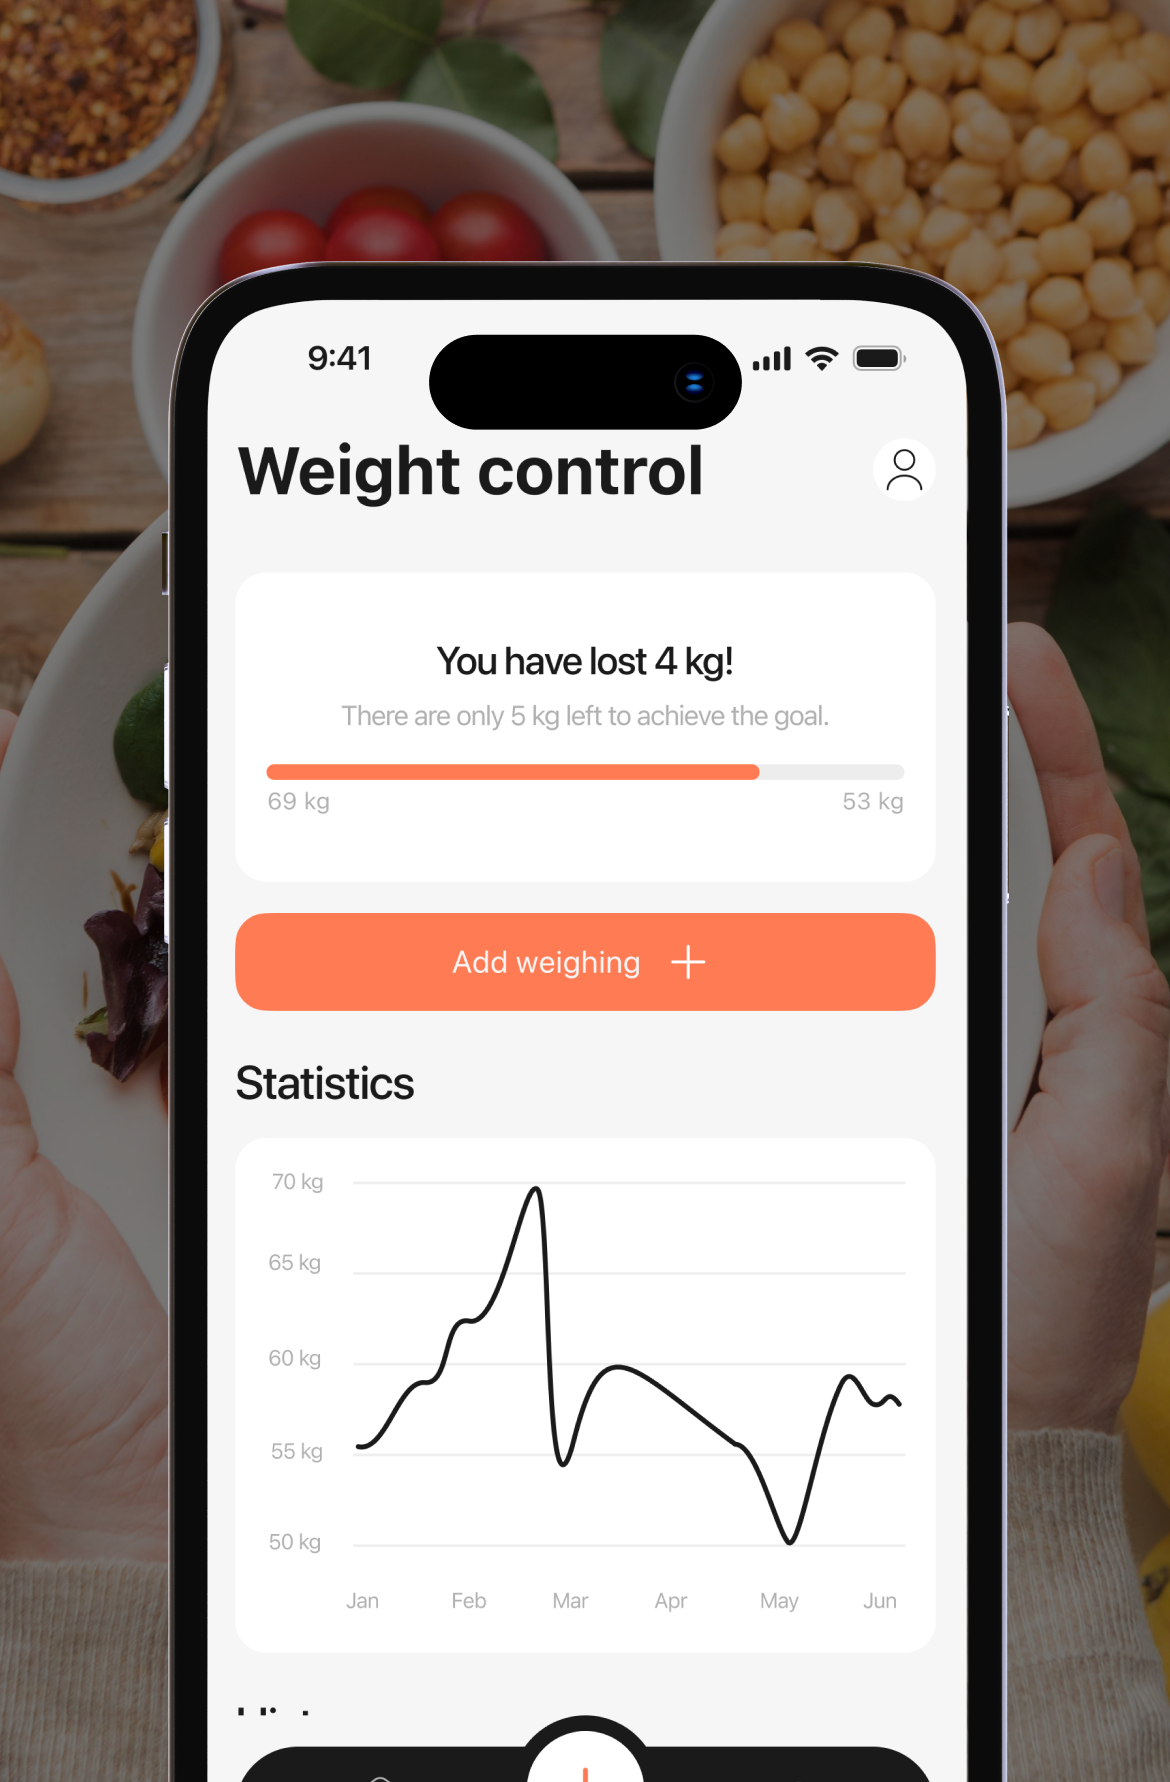 9:41
Weight control
You have lost 4 kg!
There are only 5 kg left to achieve the goal.
69 kg
53 kg
Add weighing
Statistics
70 kg
65 kg
60 kg
55 kg
50 kg
Jan Feb Mar Apr May Jun